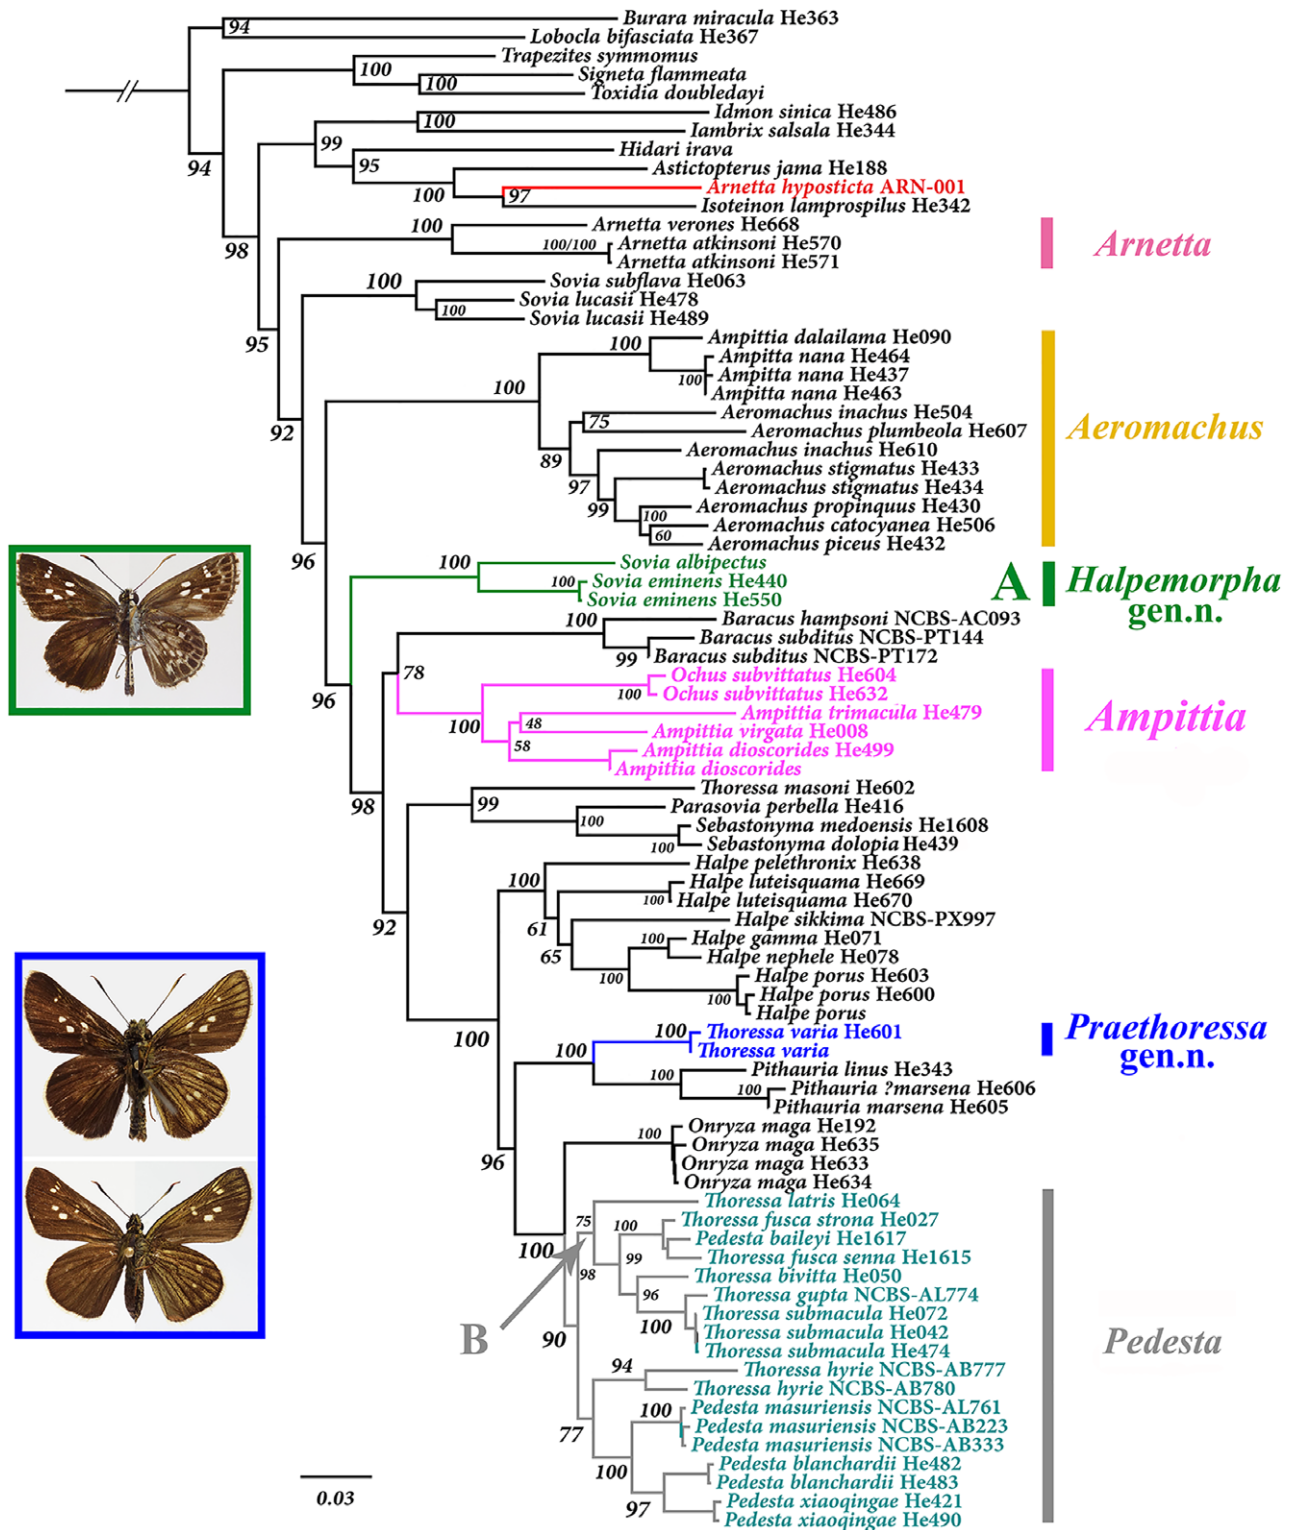 Burara miracula He363
94
Lobocla bifasciata He367
Trapezites symmomus
100
Signeta flammeata
100
Toxidia doubledayi
Idmon sinica He486
100
Iambrix salsala He344
99
Hidari irava
94
95
Astictopterus jama He188
100
Arnetta hyposticta ARN-001
97
Isoteinon lamprospilus He342
100
Arnetta verones He668
98
100/100
Arnetta atkinsoni He570
Arnetta
Arnetta atkinsoni He571
100
Sovia subflava He063
Sovia lucasii He478
100
Sovia lucasii He489
95
Ampittia dalailama He090
100
Ampitta nana He464
100
Ampitta nana He437
100
Ampitta nana He463
Aeromachus inachus He504
75
Aeromachus plumbeola He607
Aeromachus
92
Aeromachus inachus He610
89
Aeromachus stigmatus He433
97
Aeromachus stigmatus He434
99
Aeromachus propinquus He430
100
Aeromachus catocyanea He506
60
Aeromachus piceus He432
96
100
Sovia albipectus
100
Sovia eminens He440
A
Halpemorpha
Sovia eminens He550
gen.n.
100
Baracus hampsoni NCBS-AC093
Baracus subditus NCBS-PT144
99
Baracus subditus NCBS-PT172
78
Ochus subvittatus He604
100
Ochus subvittatus He632
96
100
Ampittia trimacula He479
Ampittia
48
Ampittia virgata He008
58
Ampittia dioscorides He499
Ampittia dioscorides
98
Thoressa masoni He602
99
Parasovia perbella He416
100
Sebastonyma medoensis He1608
100
Sebastonyma dolopia He439
Halpe pelethronix He638
100
Halpe luteisquama He669
100
Halpe luteisquama He670
92
61
Halpe sikkima NCBS-PX997
65
100
Halpe gamma He071
Halpe nephele He078
100
Halpe porus He603
100
Halpe porus He600
Halpe porus
100
100
Thoressa varia He601
Praethoressa
100
Thoressa varia
gen.n.
Pithauria linus He343
100
100
Pithauria ?marsena He606
Pithauria marsena He605
100
Onryza maga He192
Onryza maga He635
96
Onryza maga He633
Onryza maga He634
Thoressa latris He064
75
100
Thoressa fusca strona He027
Pedesta baileyi He1617
100
99
Thoressa fusca senna He1615
98
Thoressa bivitta He050
96
Thoressa gupta NCBS-AL774
Thoressa submacula He072
100
Thoressa submacula He042
B
90
Thoressa submacula He474
Pedesta
94
Thoressa hyrie NCBS-AB777
Thoressa hyrie NCBS-AB780
100
Pedesta masuriensis NCBS-AL761
77
Pedesta masuriensis NCBS-AB223
Pedesta masuriensis NCBS-AB333
100
Pedesta blanchardii He482
Pedesta blanchardii He483
97
Pedesta xiaoqingae He421
Pedesta xiaoqingae He490
0.03